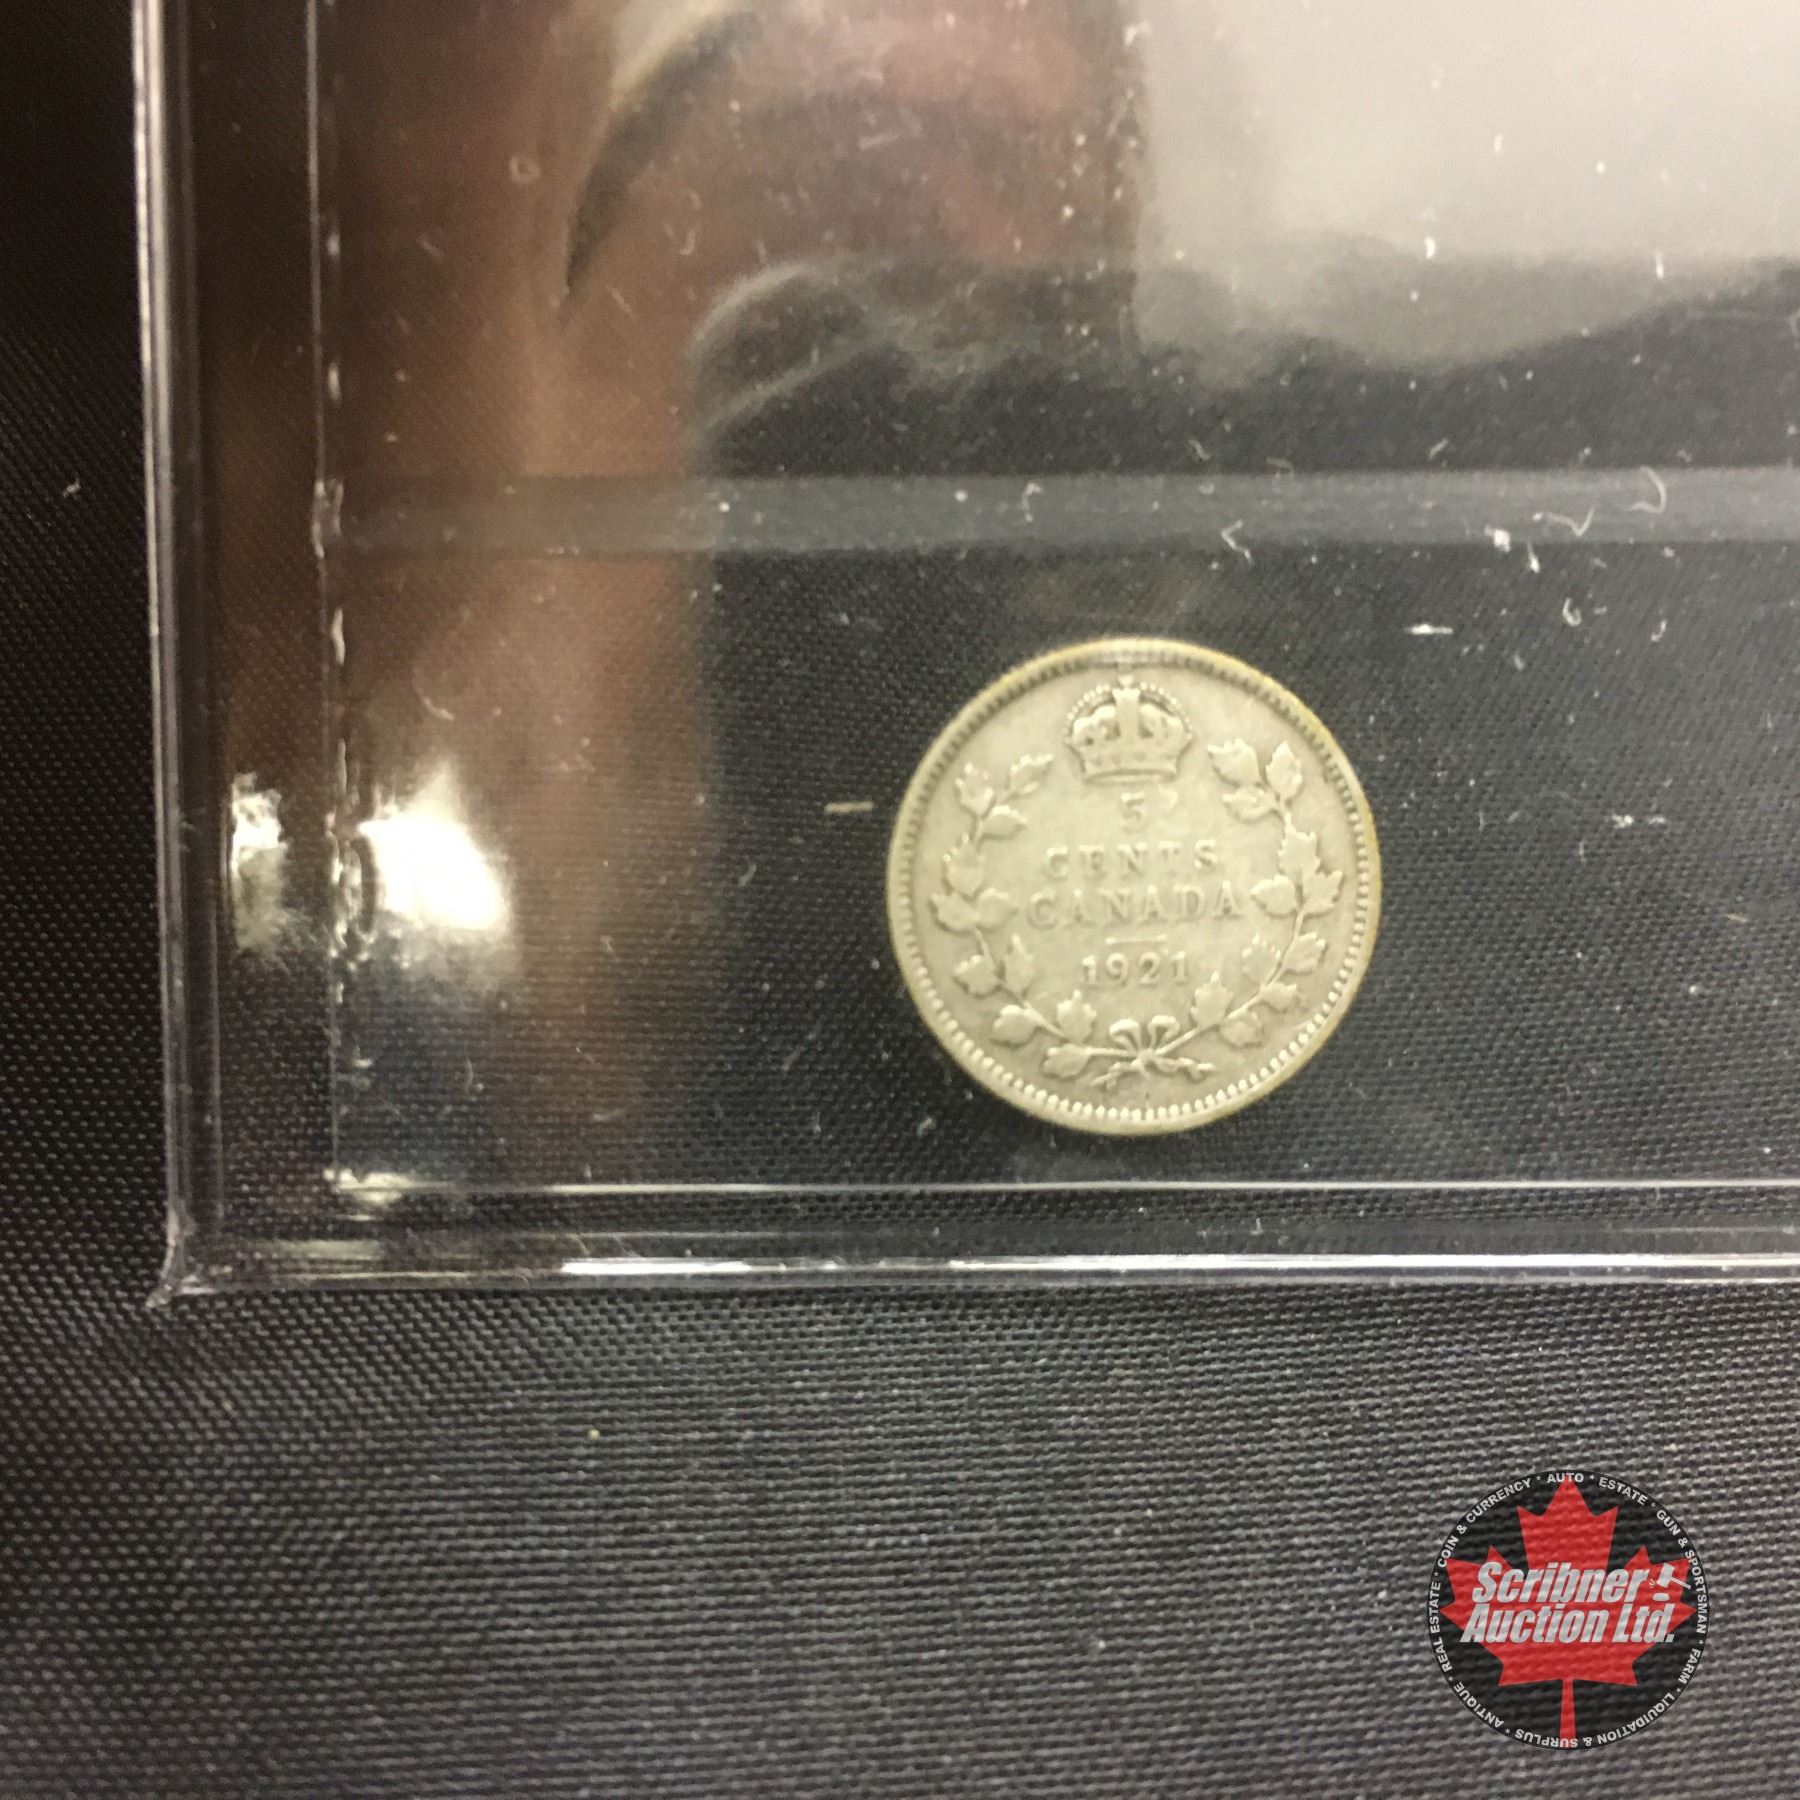 5
CENTS
CANADA
1921
Scribner
Auction Ltd.
* AUTO * ESTATE * GUN & SPORTSMAN * FARM * LIQUIDATION & SURPLUS * ANTIQUE * REAL ESTATE * COIN & CURRENCY